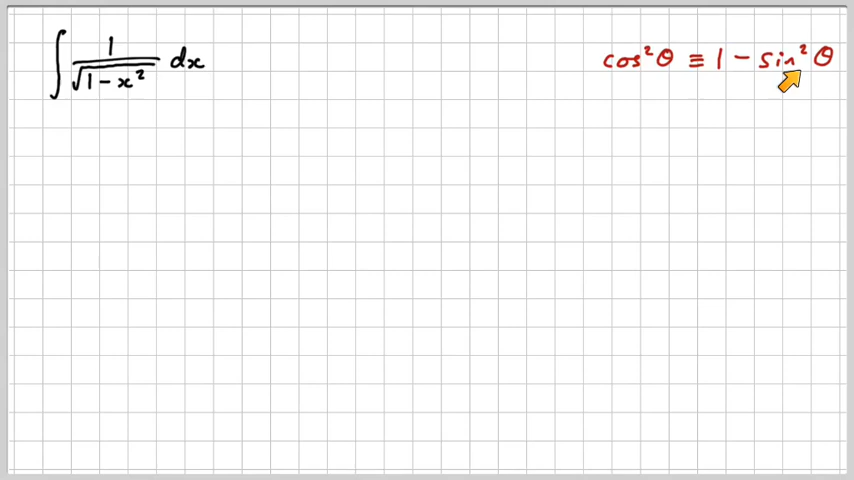 ∫ 1/√(1-x²) dx
cos²θ ≡ 1 - sin²θ